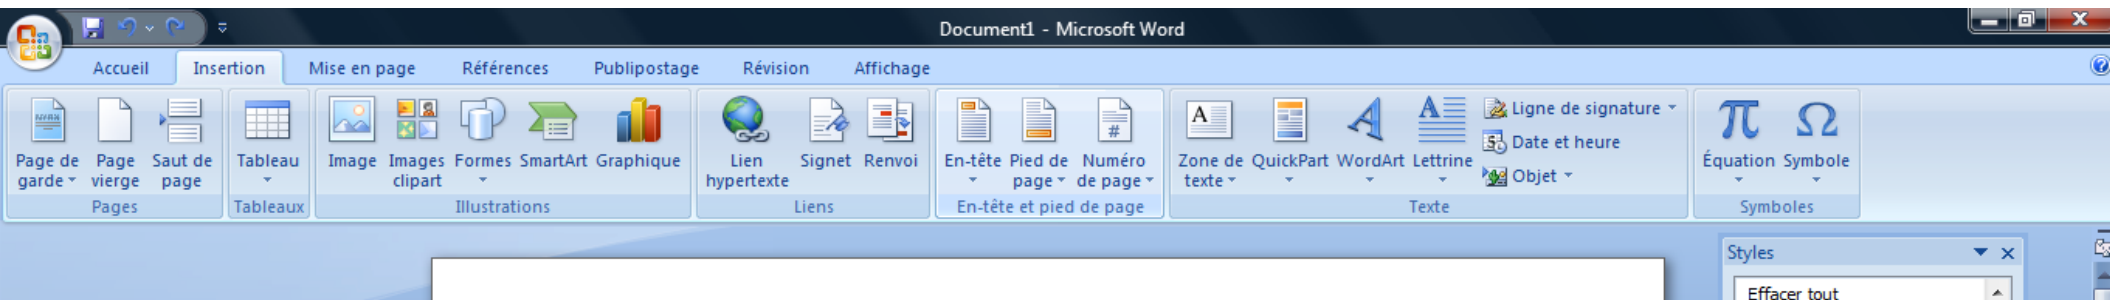 Document1 - Microsoft Word
Accueil Insertion Mise en page Références Publipostage Révision Affichage
Page de garde
Page vierge
Saut de page
Tableau
Image
Images clipart
Formes
SmartArt
Graphique
Lien hypertexte
Signet
Renvoi
En-tête
Pied de page
Numéro de page
Zone de texte
QuickPart
WordArt
Lettrine
Ligne de signature
Date et heure
Objet
Équation
Symbole
Pages
Tableaux
Illustrations
Liens
En-tête et pied de page
Texte
Symboles
Styles
Effacer tout